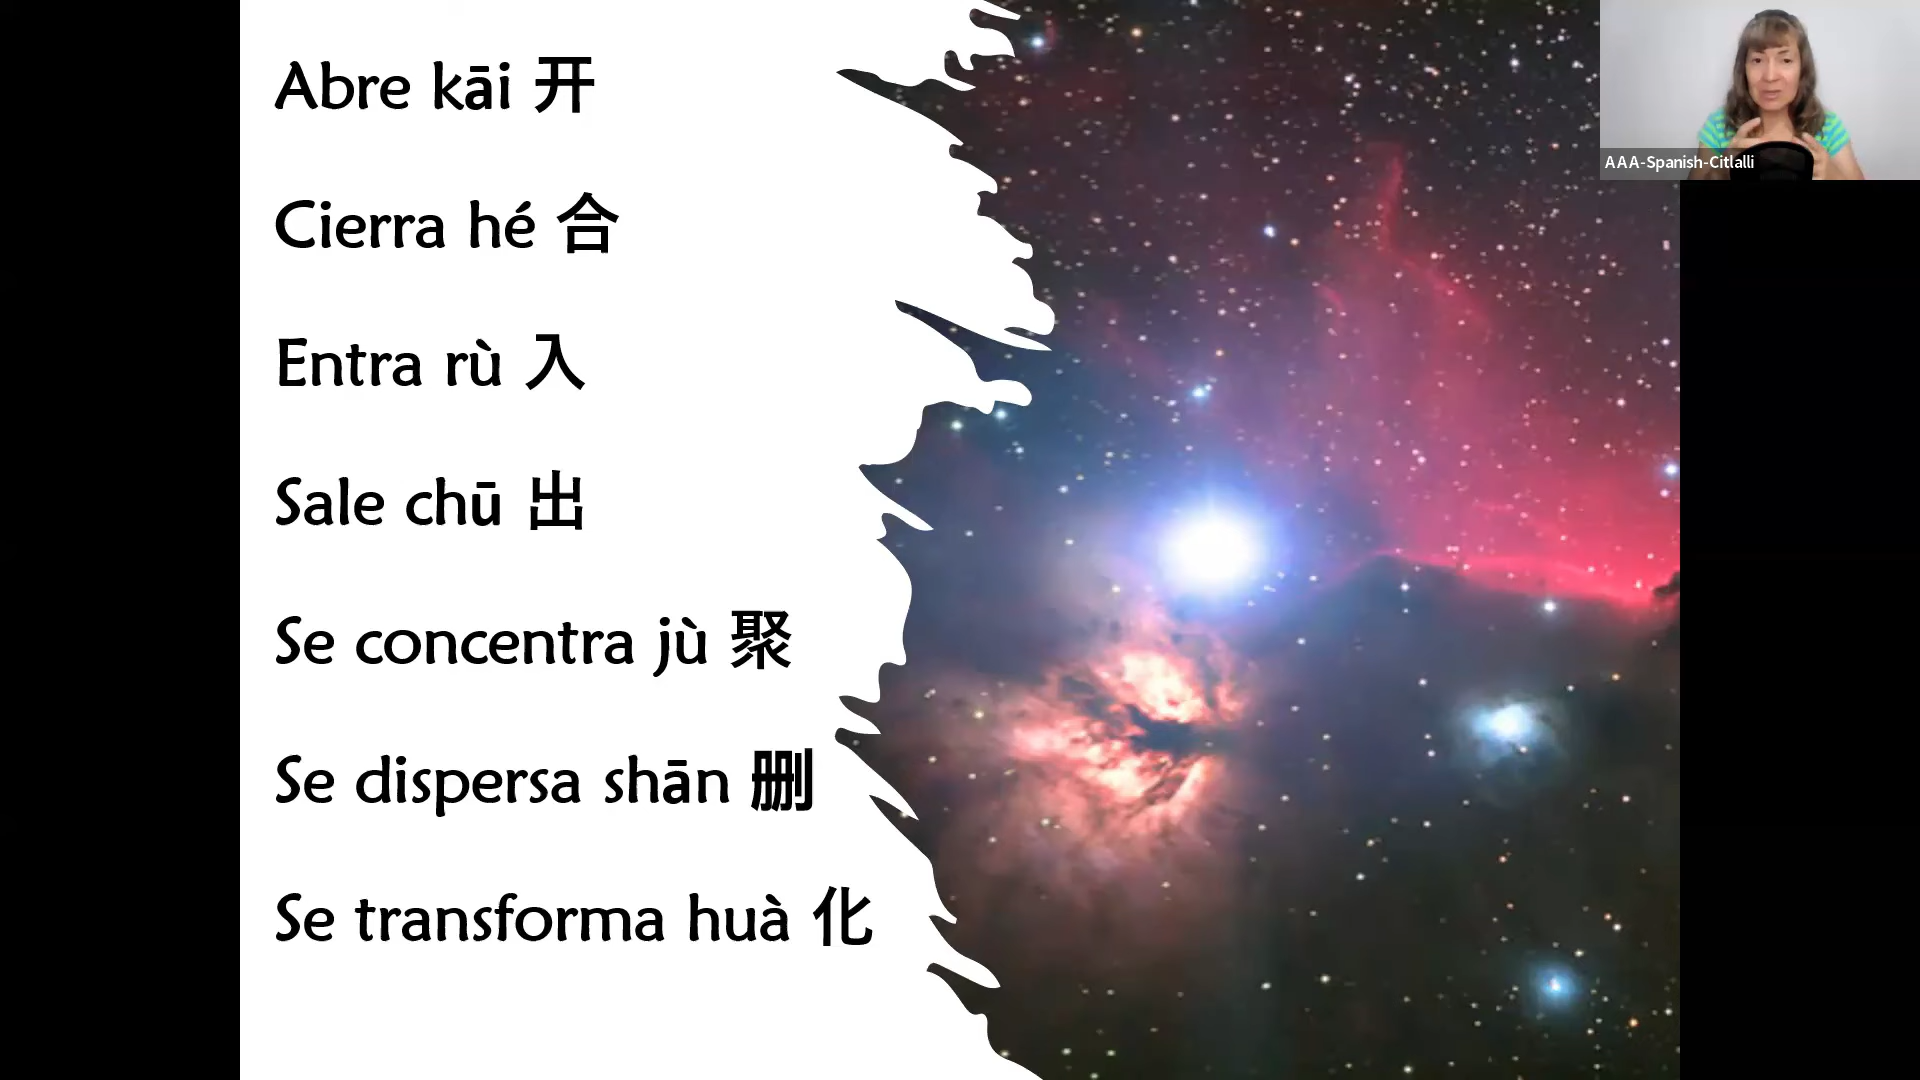 Abre kāi 开
Cierra hé 合
Entra rù 入
Sale chū 出
Se concentra jù 聚
Se dispersa shān 删
Se transforma huà 化
AAA-Spanish-Citlalli